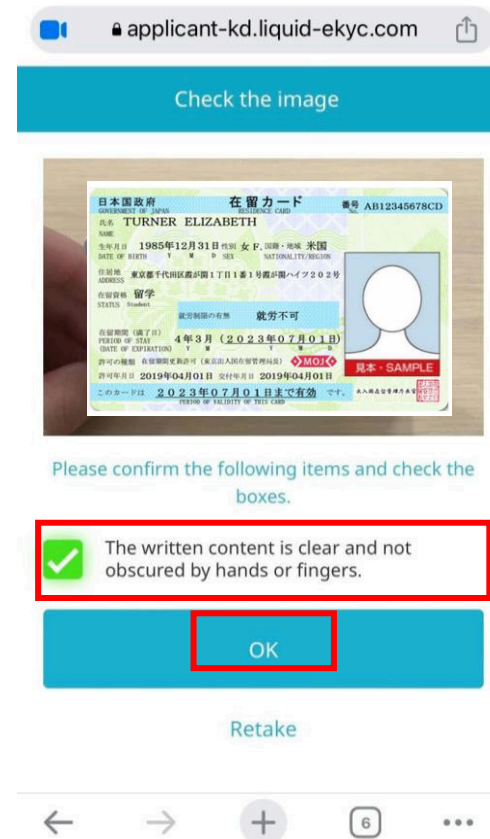 applicant-kd.liquid-ekyc.com
Check the image
日本国政府 在留カード 番号 AB12345678CD
GOVERNMENT OF JAPAN RESIDENCE CARD No.
氏名 TURNER ELIZABETH
NAME
生年月日 1985年12月31日 性別 女 F. 国籍・地域 米国
DATE OF BIRTH Y M D SEX NATIONALITY/REGION
住居地 東京都千代田区霞が関1丁目1番1号霞が関ハイツ202号
ADDRESS
在留資格 留学
STATUS Student
就労制限の有無 就労不可
在留期間（満了日） 4年3月（2023年07月01日）
PERIOD OF STAY Y M Y M D
(DATE OF EXPIRATION)
許可の種類 在留期間更新許可（東京出入国在留管理局長） MOJ
見本・SAMPLE
許可年月日 2019年04月01日 交付年月日 2019年04月01日
このカードは 2023年07月01日まで有効 です。
PERIOD OF VALIDITY OF THIS CARD
Please confirm the following items and check the
boxes.
The written content is clear and not
obscured by hands or fingers.
OK
Retake
6